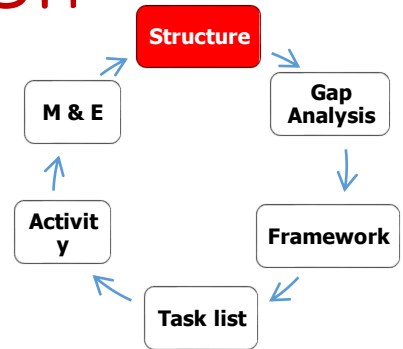 Structure
Gap
Analysis
Framework
Task list
Activit
y
M & E